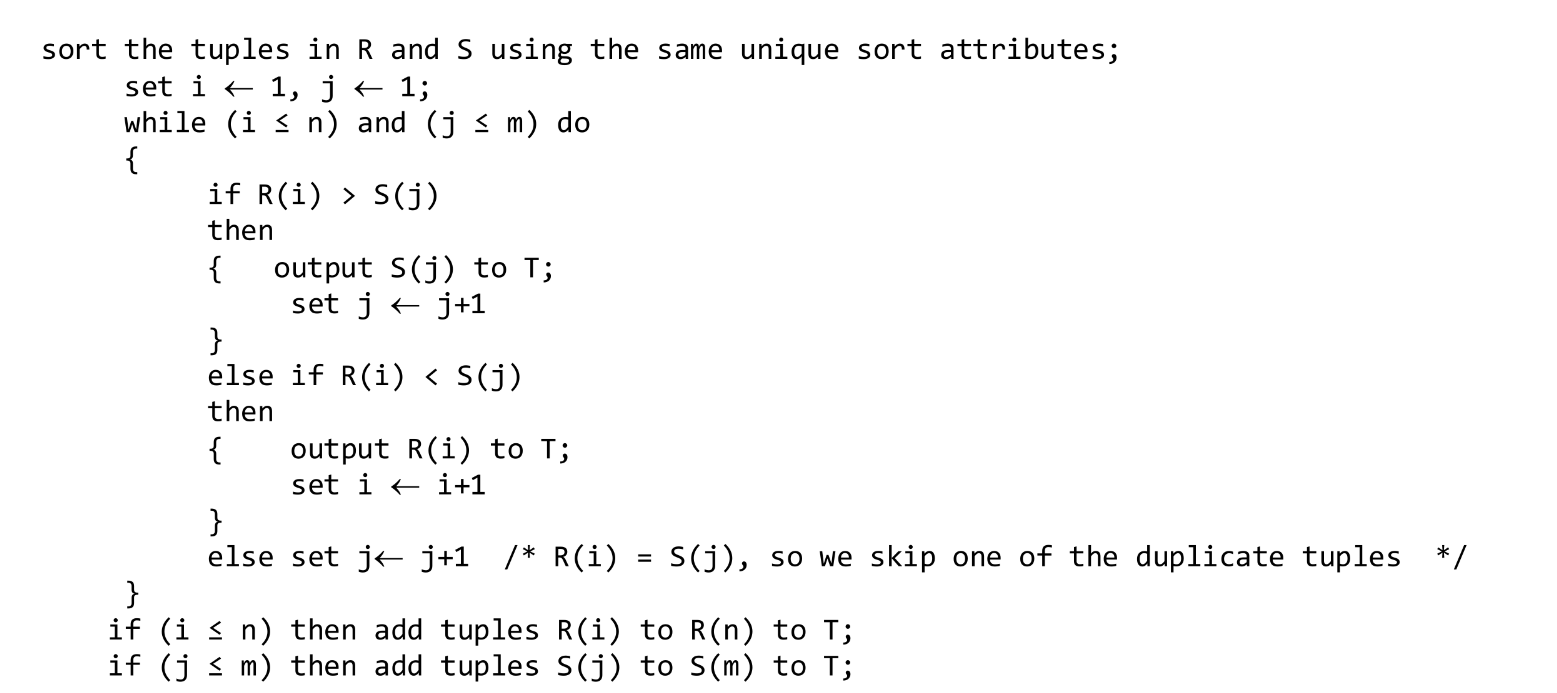 sort the tuples in R and S using the same unique sort attributes;
set i ← 1, j ← 1;
while (i ≤ n) and (j ≤ m) do
{
if R(i) > S(j)
then
{ output S(j) to T;
set j ← j+1
}
else if R(i) < S(j)
then
{ output R(i) to T;
set i ← i+1
}
else set j← j+1 /* R(i) = S(j), so we skip one of the duplicate tuples */
}
if (i ≤ n) then add tuples R(i) to R(n) to T;
if (j ≤ m) then add tuples S(j) to S(m) to T;